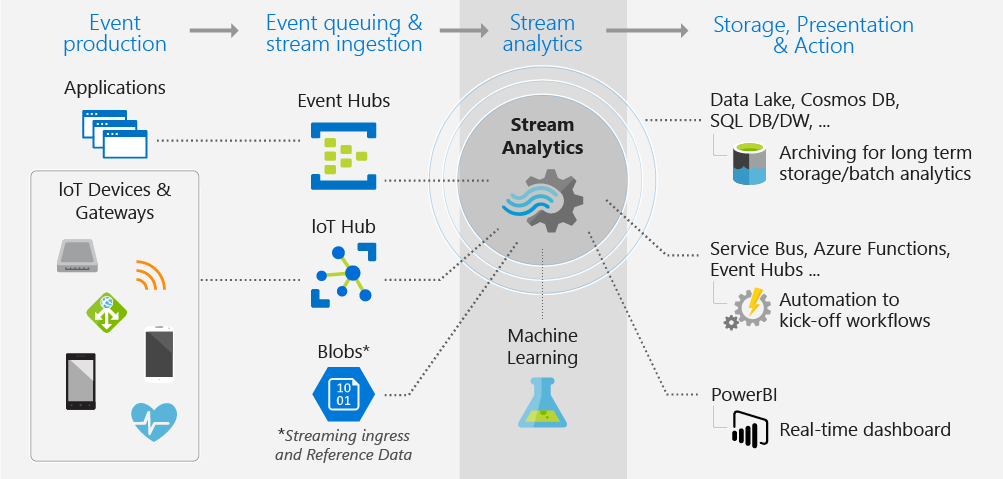 Event
production
Event queuing &
stream ingestion
Stream
analytics
Storage, Presentation
& Action
Applications
IoT Devices &
Gateways
Event Hubs
IoT Hub
Blobs*
10
01
*Streaming ingress
and Reference Data
Stream
Analytics
Machine
Learning
Data Lake, Cosmos DB,
SQL DB/DW, ...
Archiving for long term
storage/batch analytics
Service Bus, Azure Functions,
Event Hubs ...
Automation to
kick-off workflows
PowerBI
Real-time dashboard